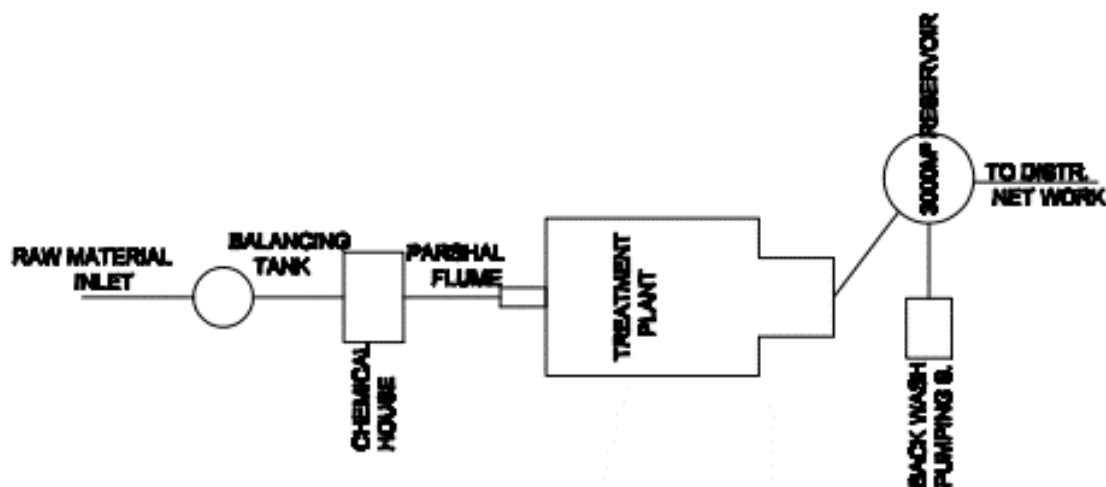 RAW MATERIAL
INLET
BALANCING
TANK
CHEMICAL
HOUSE
PARSHAL
FLUME
TREATMENT
PLANT
3000M³ RESERVOIR
TO DISTR.
NET WORK
BACK WASH
PUMPING S.